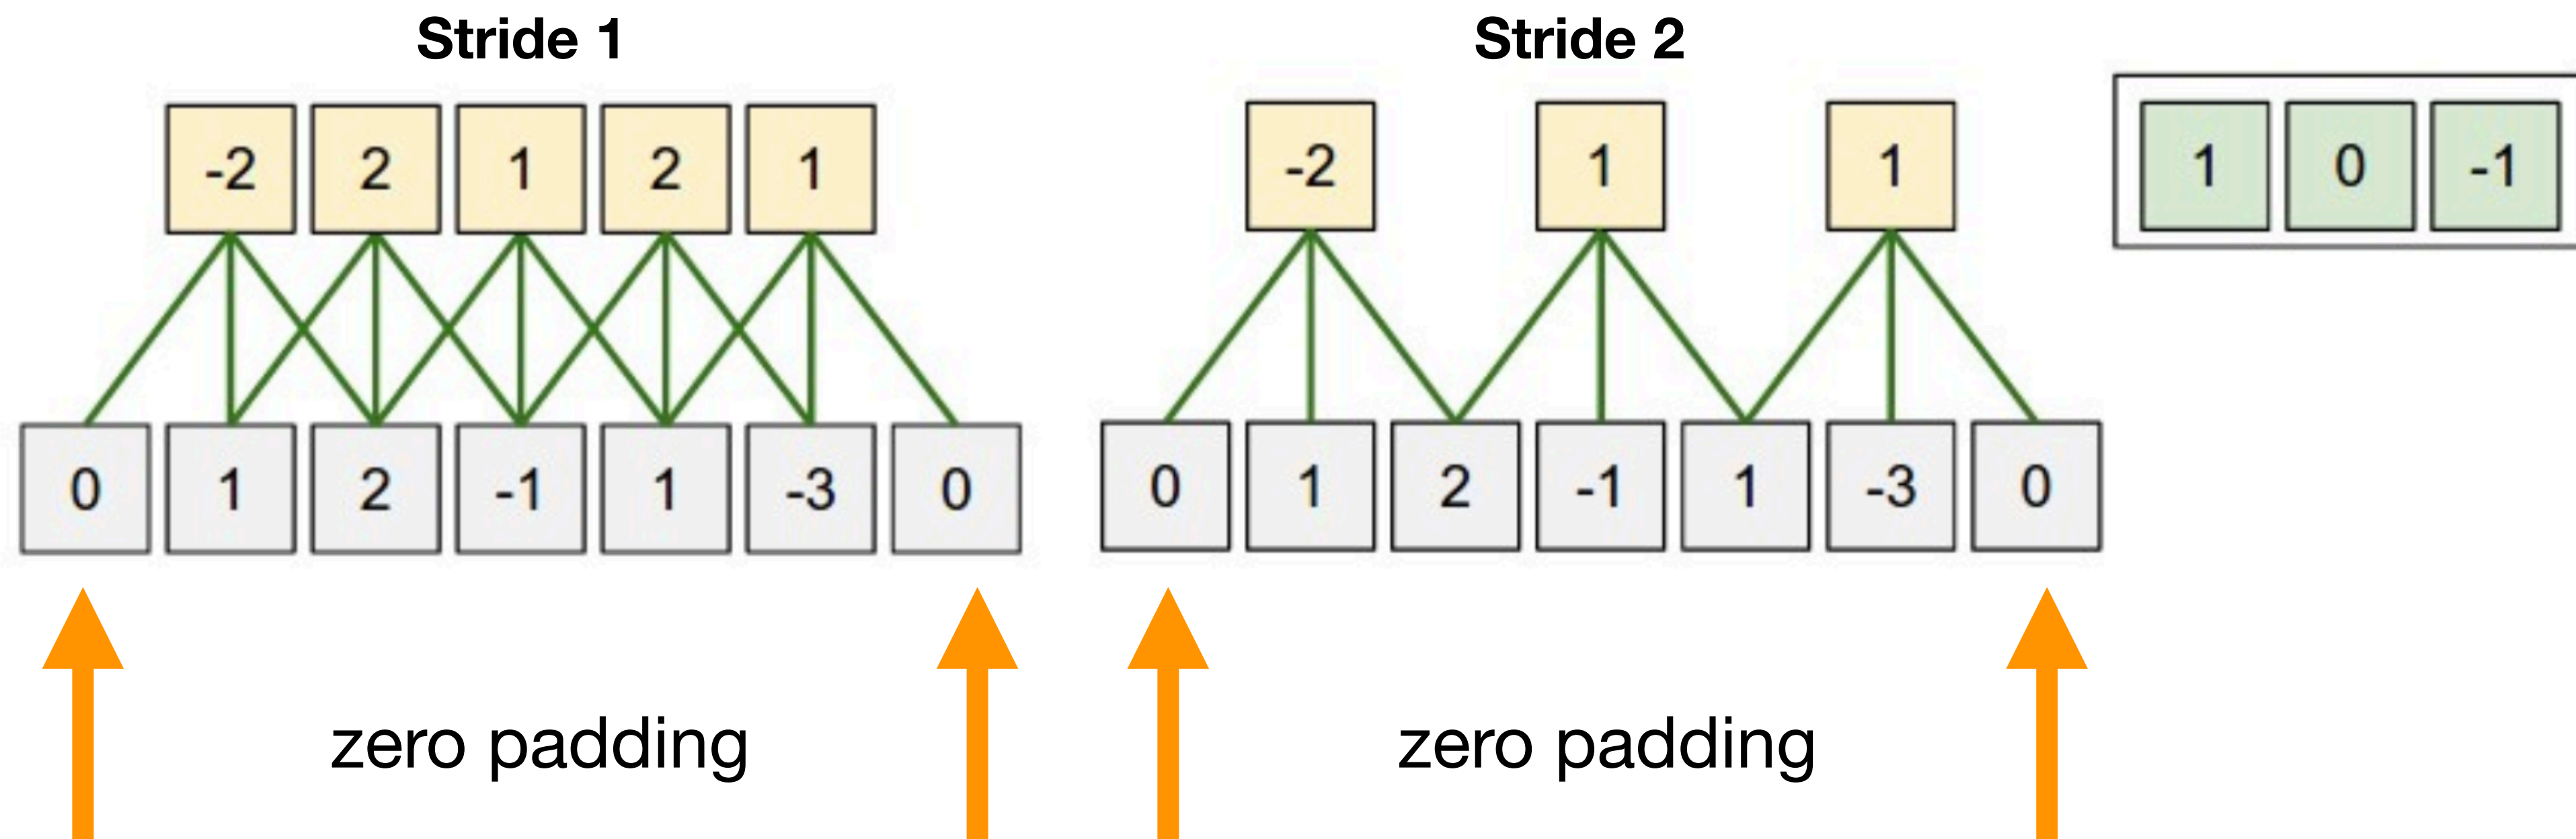 Stride 1
-2 2 1 2 1
0 1 2 -1 1 -3 0
zero padding
Stride 2
-2 1 1
0 1 2 -1 1 -3 0
zero padding
1 0 -1